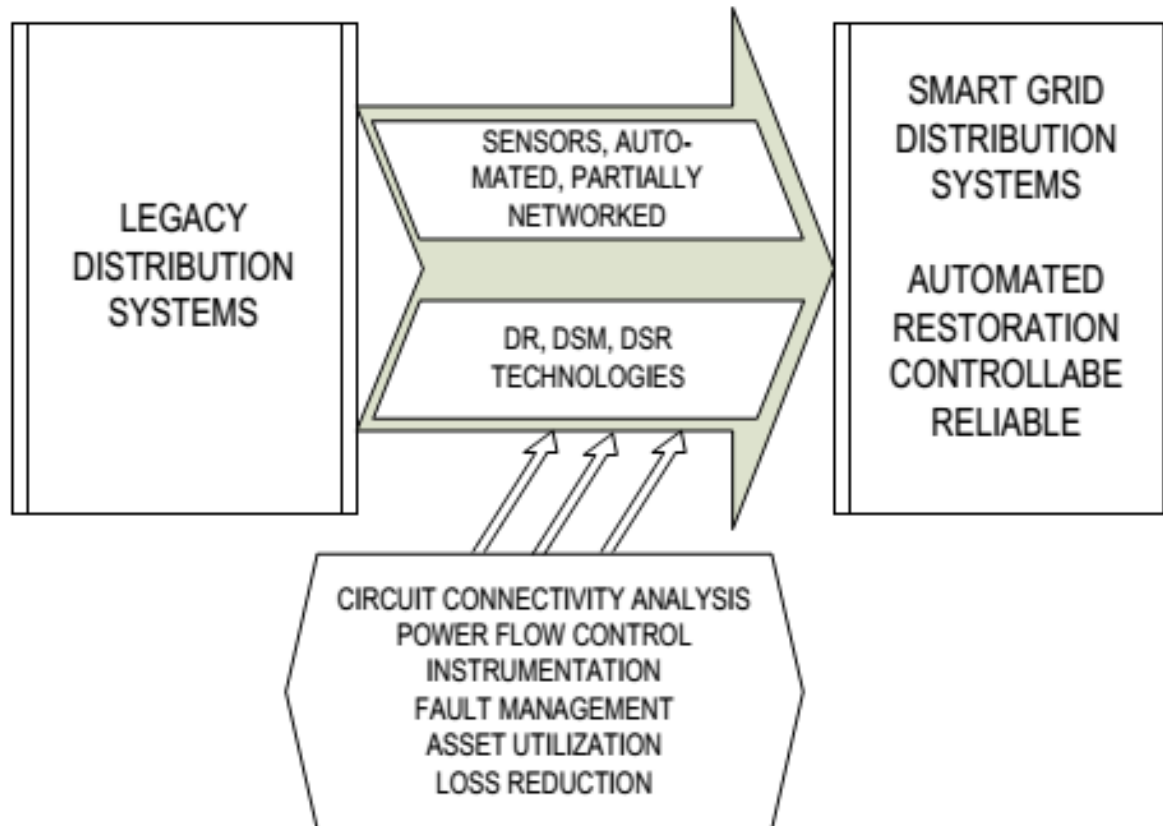 LEGACY
DISTRIBUTION
SYSTEMS
SENSORS, AUTO-
MATED, PARTIALLY
NETWORKED
DR, DSM, DSR
TECHNOLOGIES
SMART GRID
DISTRIBUTION
SYSTEMS
AUTOMATED
RESTORATION
CONTROLLABE
RELIABLE
CIRCUIT CONNECTIVITY ANALYSIS
POWER FLOW CONTROL
INSTRUMENTATION
FAULT MANAGEMENT
ASSET UTILIZATION
LOSS REDUCTION